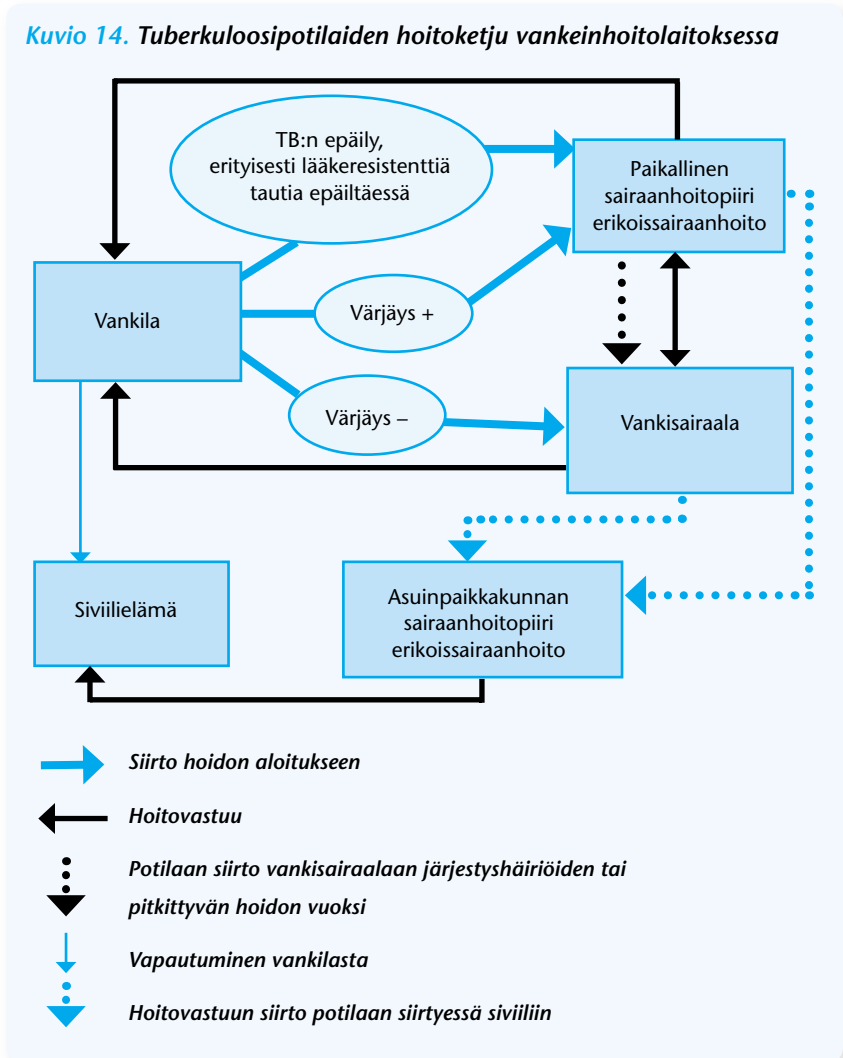 Kuvio 14. Tuberkuloosipotilaiden hoitoketju vankeinhoitolaitoksessa
TB:n epäily,
erityisesti lääkeresistenttiä
tautia epäiltäessä
Paikallinen
sairaanhoitopiiri
erikoissairaanhoito
Vankila
Värjäys +
Värjäys –
Vankisairaala
Siviilielämä
Asuinpaikkakunnan
sairaanhoitopiiri
erikoissairaanhoito
Siirto hoidon aloitukseen
Hoitovastuu
Potilaan siirto vankisairaalaan järjestyshäiriöiden tai
pitkittyvän hoidon vuoksi
Vapautuminen vankilasta
Hoitovastuun siirto potilaan siirtyessä siviiliin